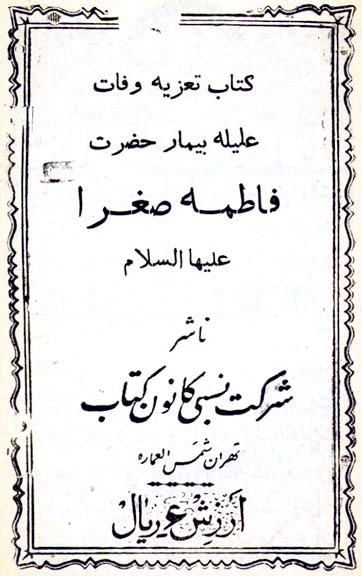 کتاب تعزیه وفات
علیله بیمار حضرت
فاطمه صغرا
علیها السلام
ناشر
شرکت نسبی کانون کتاب
تهران شمس العماره
ارزش ۶ ریال